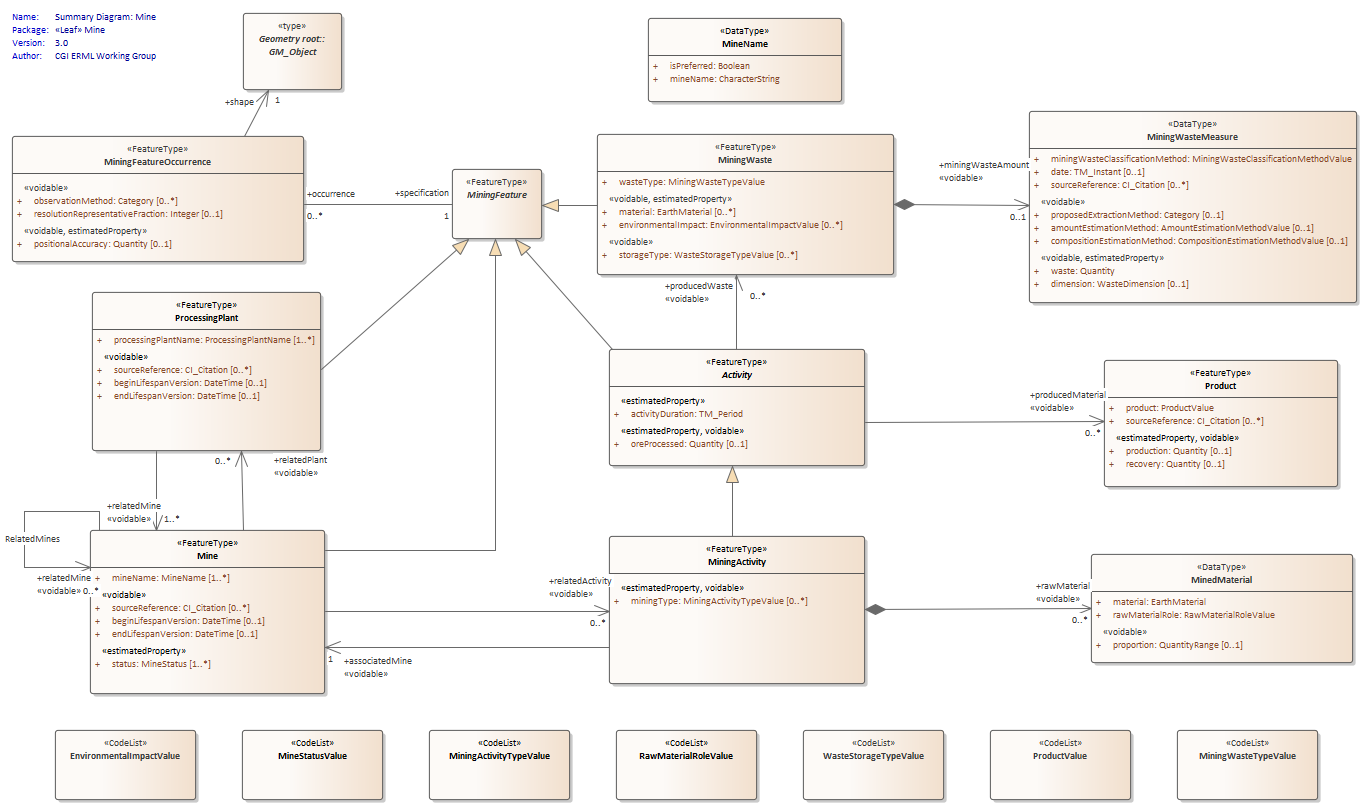 Name: Summary Diagram: Mine
Package: «Leaf» Mine
Version: 3.0
Author: CGI ERML Working Group
«type»
Geometry root::
GM_Object
+shape
1
«DataType»
MineName
+ isPreferred: Boolean
+ mineName: CharacterString
«FeatureType»
MiningFeatureOccurrence
«voidable»
+ observationMethod: Category [0..*]
+ resolutionRepresentativeFraction: Integer [0..1]
«voidable, estimatedProperty»
+ positionalAccuracy: Quantity [0..1]
+occurrence
0..*
+specification
1
«FeatureType»
MiningFeature
«FeatureType»
MiningWaste
+ wasteType: MiningWasteTypeValue
«voidable, estimatedProperty»
+ material: EarthMaterial [0..*]
+ environmentalImpact: EnvironmentalImpactValue [0..*]
«voidable»
+ storageType: WasteStorageTypeValue [0..*]
+miningWasteAmount
«voidable»
0..1
«DataType»
MiningWasteMeasure
+ miningWasteClassificationMethod: MiningWasteClassificationMethodValue
+ date: TM_Instant [0..1]
+ sourceReference: CI_Citation [0..*]
«voidable»
+ proposedExtractionMethod: Category [0..1]
+ amountEstimationMethod: AmountEstimationMethodValue [0..1]
+ compositionEstimationMethod: CompositionEstimationMethodValue [0..1]
«voidable, estimatedProperty»
+ waste: Quantity
+ dimension: WasteDimension [0..1]
+producedWaste
«voidable»
0..*
«FeatureType»
ProcessingPlant
+ processingPlantName: ProcessingPlantName [1..*]
«voidable»
+ sourceReference: CI_Citation [0..*]
+ beginLifespanVersion: DateTime [0..1]
+ endLifespanVersion: DateTime [0..1]
«FeatureType»
Activity
«estimatedProperty»
+ activityDuration: TM_Period
«estimatedProperty, voidable»
+ oreProcessed: Quantity [0..1]
+producedMaterial
«voidable»
0..*
«FeatureType»
Product
+ product: ProductValue
+ sourceReference: CI_Citation [0..*]
«estimatedProperty, voidable»
+ production: Quantity [0..1]
+ recovery: Quantity [0..1]
0..*
+relatedPlant
«voidable»
+relatedMine
«voidable»
1..*
RelatedMines
+relatedMine
«voidable» 0..*
«FeatureType»
Mine
+ mineName: MineName [1..*]
«voidable»
+ sourceReference: CI_Citation [0..*]
+ beginLifespanVersion: DateTime [0..1]
+ endLifespanVersion: DateTime [0..1]
«estimatedProperty»
+ status: MineStatus [1..*]
+relatedActivity
«voidable»
0..*
1
+associatedMine
«voidable»
«FeatureType»
MiningActivity
«estimatedProperty, voidable»
+ miningType: MiningActivityTypeValue [0..*]
+rawMaterial
«voidable»
0..*
«DataType»
MinedMaterial
+ material: EarthMaterial
+ rawMaterialRole: RawMaterialRoleValue
«voidable»
+ proportion: QuantityRange [0..1]
«CodeList»
EnvironmentalImpactValue
«CodeList»
MineStatusValue
«CodeList»
MiningActivityTypeValue
«CodeList»
RawMaterialRoleValue
«CodeList»
WasteStorageTypeValue
«CodeList»
ProductValue
«CodeList»
MiningWasteTypeValue